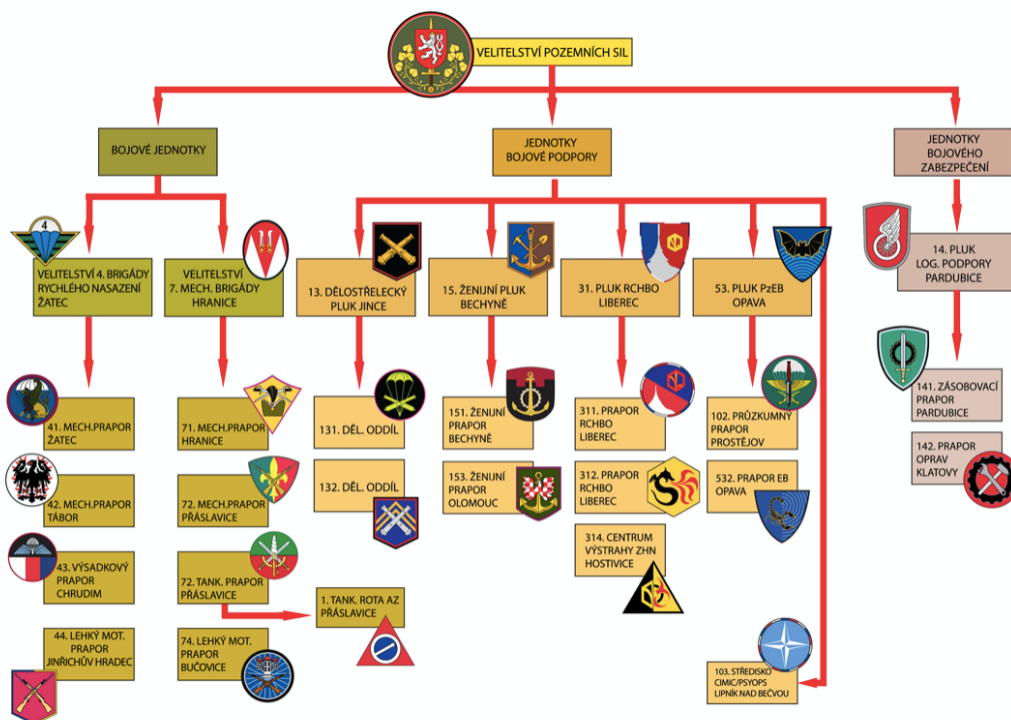 VELITELSTVÍ POZEMNÍCH SIL
BOJOVÉ JEDNOTKY
JEDNOTKY
BOJOVÉ PODPORY
JEDNOTKY
BOJOVÉHO
ZABEZPEČENÍ
4
VELITELSTVÍ 4. BRIGÁDY
RYCHLÉHO NASAZENÍ
ŽATEC
VELITELSTVÍ
7. MECH. BRIGÁDY
HRANICE
13. DĚLOSTŘELECKÝ
PLUK JINCE
15. ŽENIJNÍ PLUK
BECHYNĚ
31. PLUK RCHBO
LIBEREC
53. PLUK PzEB
OPAVA
14. PLUK
LOG. PODPORY
PARDUBICE
41. MECH.PRAPOR
ŽATEC
42. MECH.PRAPOR
TÁBOR
43. VÝSADKOVÝ
PRAPOR
CHRUDIM
44. LEHKÝ MOT.
PRAPOR
JINŘICHŮV HRADEC
71. MECH.PRAPOR
HRANICE
72. MECH.PRAPOR
PŘÁSLAVICE
72. TANK. PRAPOR
PŘÁSLAVICE
74. LEHKÝ MOT.
PRAPOR
BUČOVICE
1. TANK. ROTA AZ
PŘÁSLAVICE
131. DĚL. ODDÍL
132. DĚL. ODDÍL
151. ŽENIJNÍ
PRAPOR
BECHYNĚ
153. ŽENIJNÍ
PRAPOR
OLOMOUC
311. PRAPOR
RCHBO
LIBEREC
312. PRAPOR
RCHBO
LIBEREC
314. CENTRUM
VÝSTRAHY ZHN
HOSTIVICE
102. PRŮZKUMNÝ
PRAPOR
PROSTĚJOV
532. PRAPOR EB
OPAVA
103. STŘEDISKO
CIMIC/PSYOPS
LIPNÍK NAD BEČVOU
141. ZÁSOBOVACÍ
PRAPOR
PARDUBICE
142. PRAPOR
OPRAV
KLATOVY